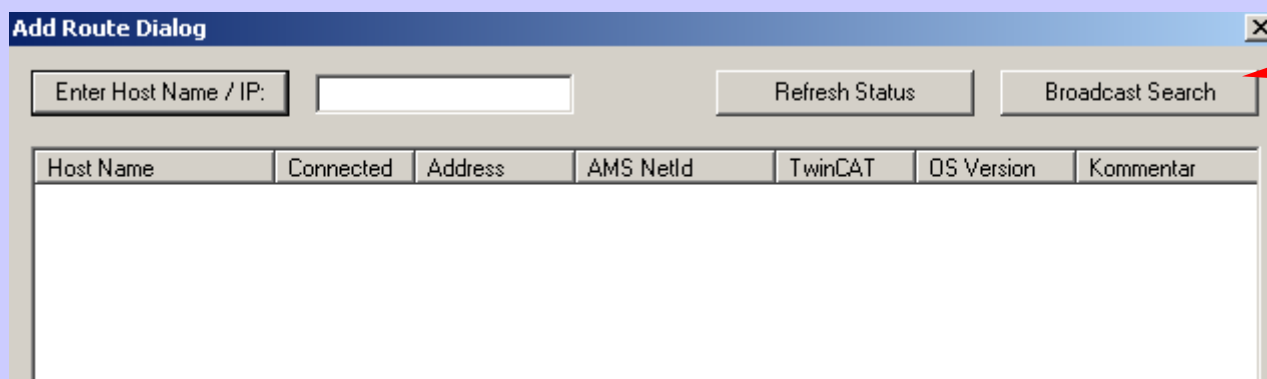 Add Route Dialog
Enter Host Name / IP: Refresh Status Broadcast Search
Host Name Connected Address AMS NetId TwinCAT OS Version Kommentar